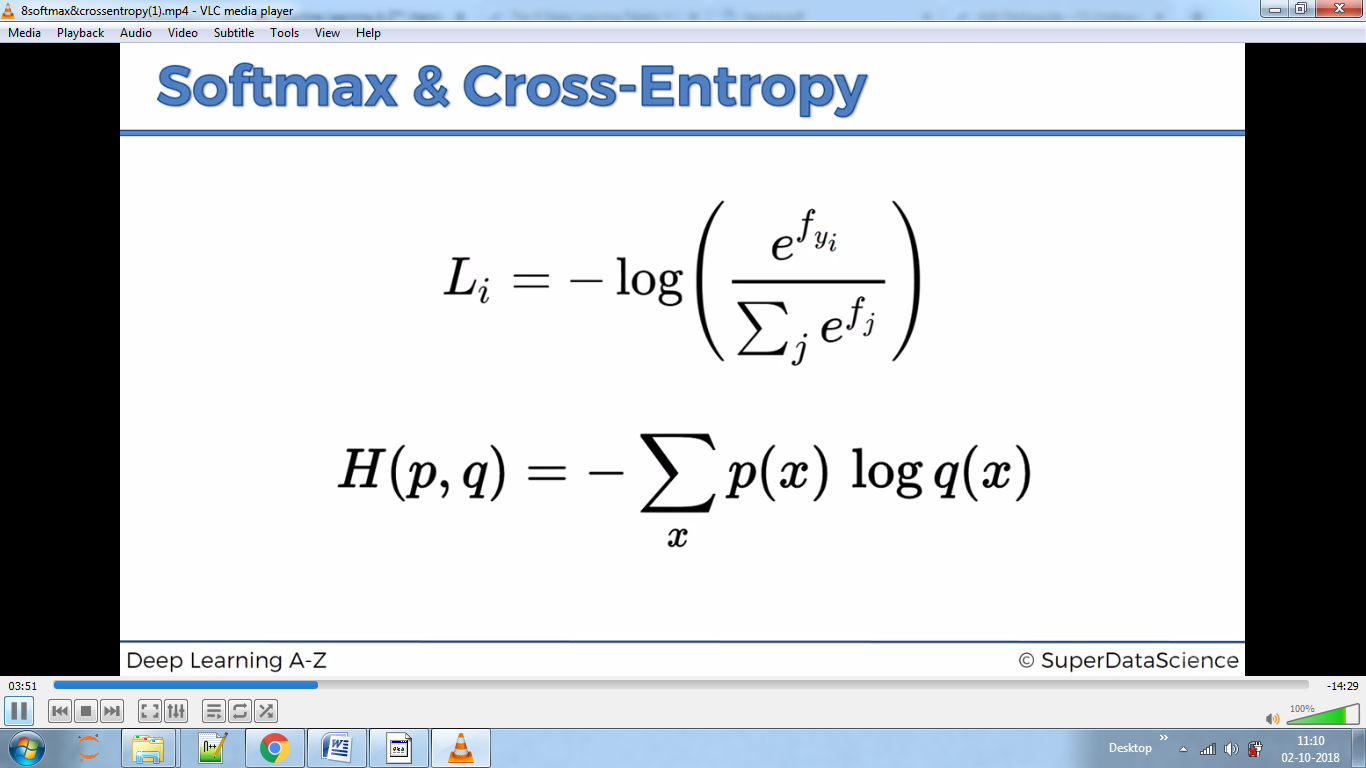 8softmax&crossentropy(1).mp4 - VLC media player
Media Playback Audio Video Subtitle Tools View Help
Softmax & Cross-Entropy
L_i = − log( e^{f_{y_i}} / ∑_j e^{f_j} )
H(p, q) = − ∑_x p(x) log q(x)
Deep Learning A-Z
© SuperDataScience
03:51
-14:29
100%
Desktop
11:10
02-10-2018